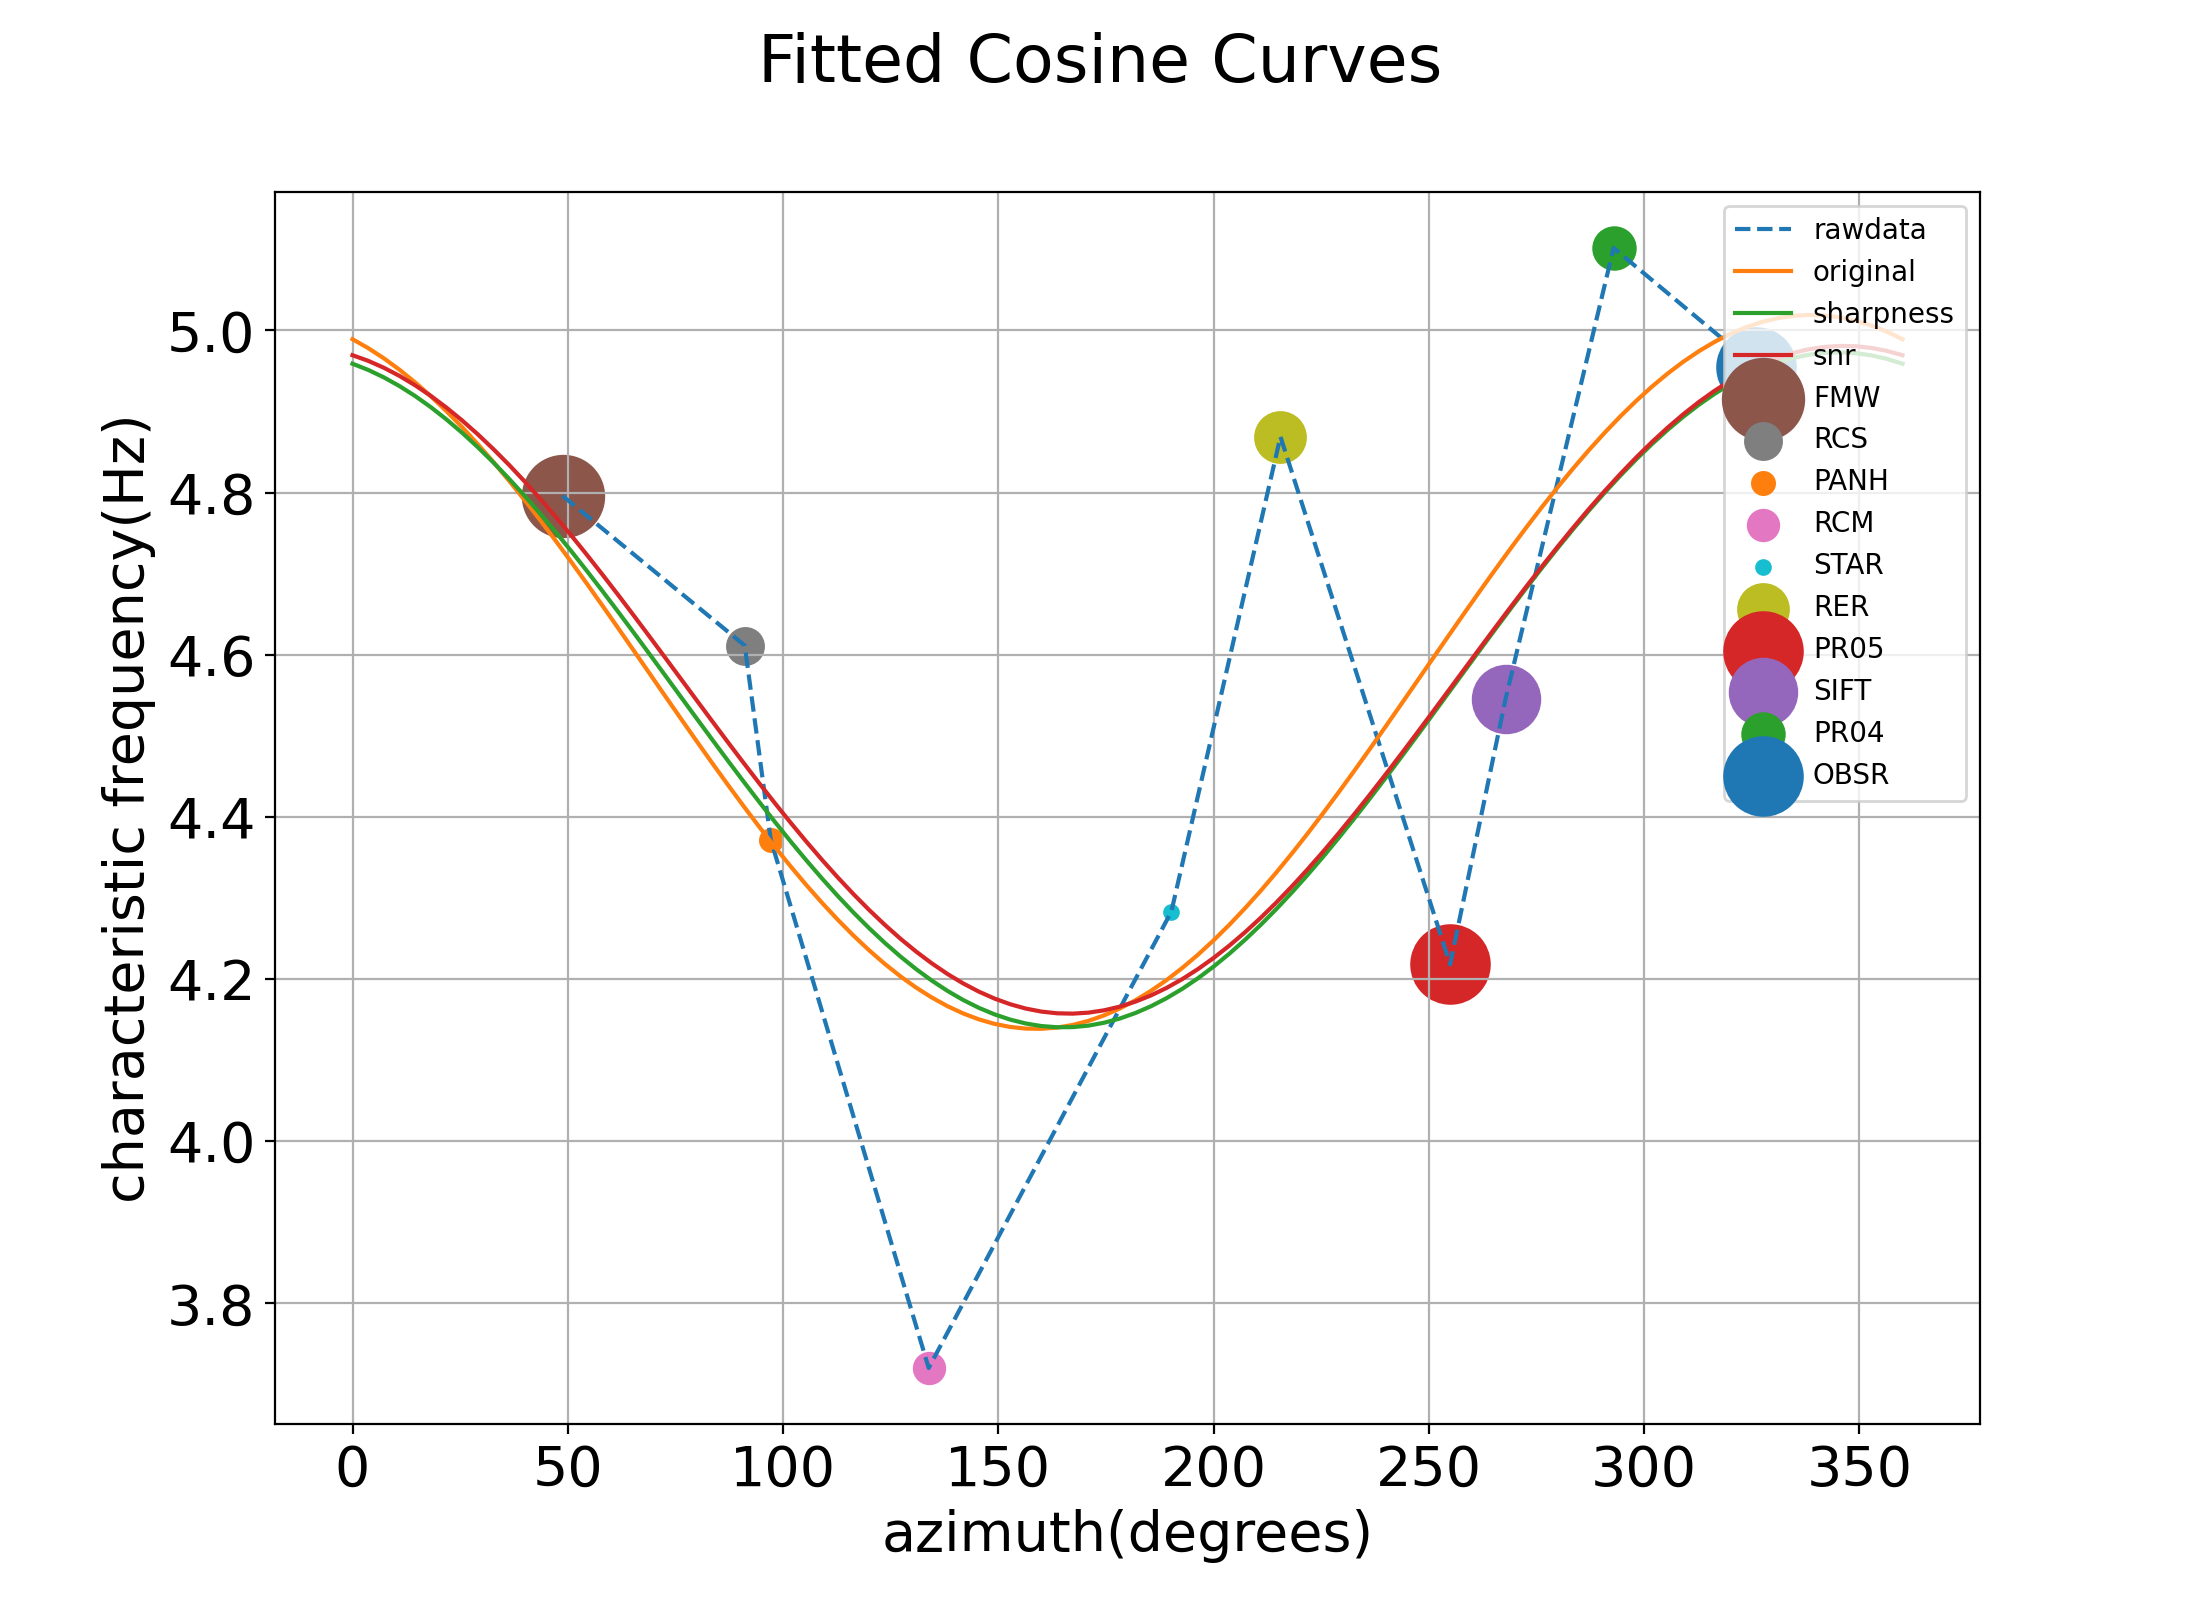 Fitted Cosine Curves
characteristic frequency(Hz)
5.0
4.8
4.6
4.4
4.2
4.0
3.8
rawdata
original
sharpness
snr
FMW
RCS
PANH
RCM
STAR
RER
PR05
SIFT
PR04
OBSR
0 50 100 150 200 250 300 350
azimuth(degrees)